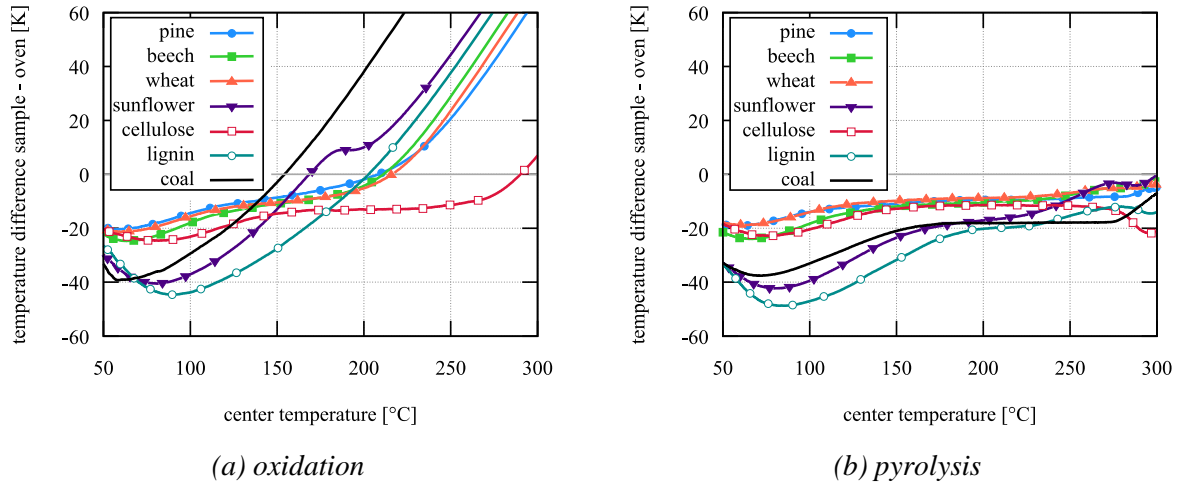 temperature difference sample - oven [K]
60
40
20
0
-20
-40
-60
pine
beech
wheat
sunflower
cellulose
lignin
coal
50 100 150 200 250 300
center temperature [°C]
(a) oxidation
temperature difference sample - oven [K]
60
40
20
0
-20
-40
-60
pine
beech
wheat
sunflower
cellulose
lignin
coal
50 100 150 200 250 300
center temperature [°C]
(b) pyrolysis